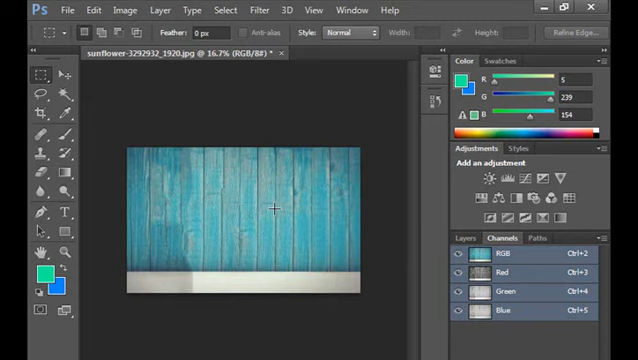 Ps File Edit Image Layer Type Select Filter 3D View Window Help
Feather: 0 px Anti-alias Style: Normal Width: Height: Refine Edge...
sunflower-3292932_1920.jpg @ 16.7% (RGB/8#) * ×
Color Swatches
R 5
G 239
B 154
Adjustments Styles
Add an adjustment
Layers Channels Paths
RGB Ctrl+2
Red Ctrl+3
Green Ctrl+4
Blue Ctrl+5